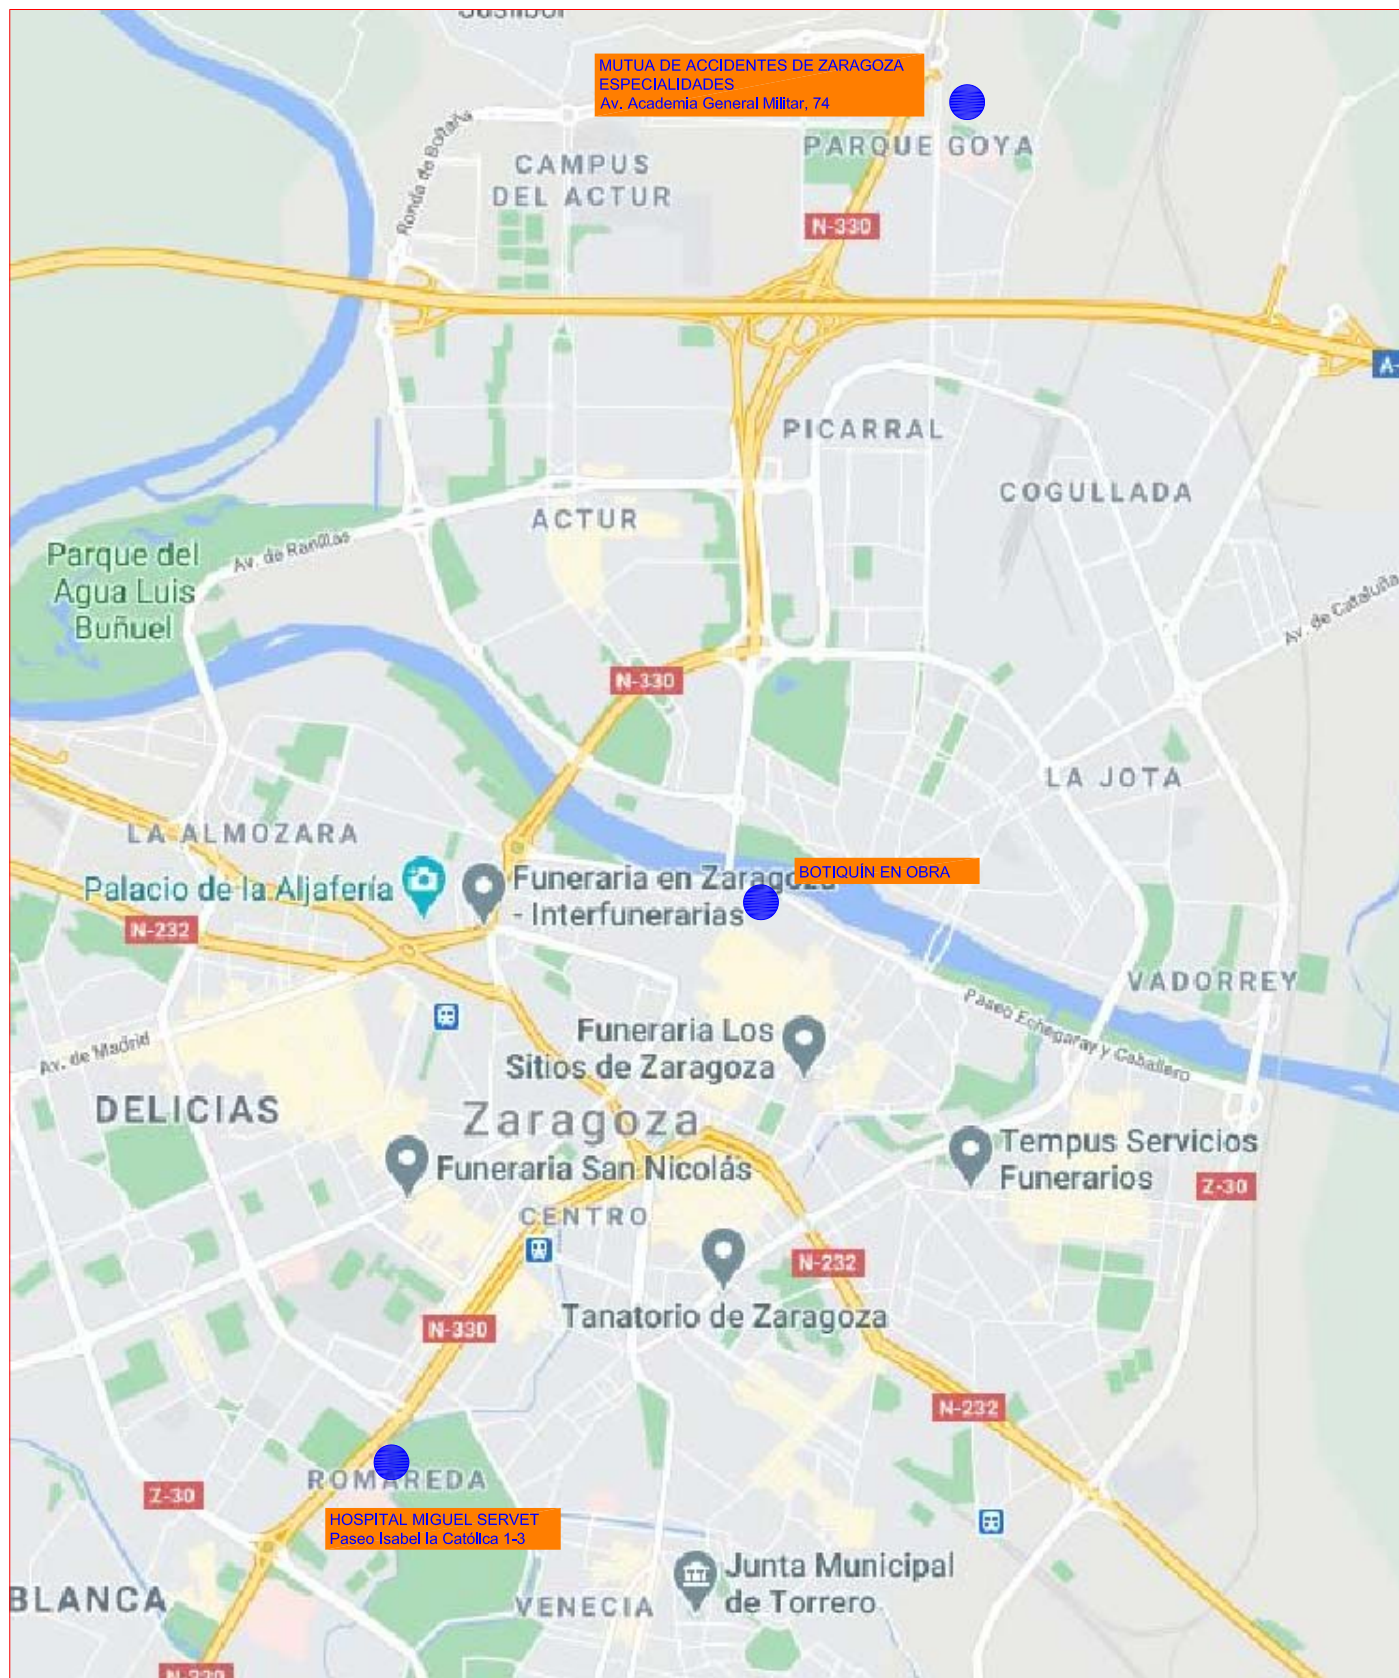 MUTUA DE ACCIDENTES DE ZARAGOZA
ESPECIALIDADES
Av. Academia General Militar, 74
PARQUE GOYA
Ronda de Boltaña
CAMPUS
DEL ACTUR
N-330
A-
PICARRAL
COGULLADA
ACTUR
Av. de Ranillas
Parque del
Agua Luis
Buñuel
Av. de Cataluña
N-330
LA JOTA
LA ALMOZARA
BOTIQUÍN EN OBRA
Palacio de la Aljafería
Funeraria en Zaragoza
- Interfunerarias
N-232
VADORREY
Paseo Echegaray y Caballero
Av. de Madrid
Funeraria Los
Sitios de Zaragoza
DELICIAS
Zaragoza
Tempus Servicios
Funerarios
Funeraria San Nicolás
Z-30
CENTRO
N-232
Tanatorio de Zaragoza
N-330
N-232
ROMAREDA
Z-30
HOSPITAL MIGUEL SERVET
Paseo Isabel la Católica 1-3
Junta Municipal
de Torrero
BLANCA
VENECIA